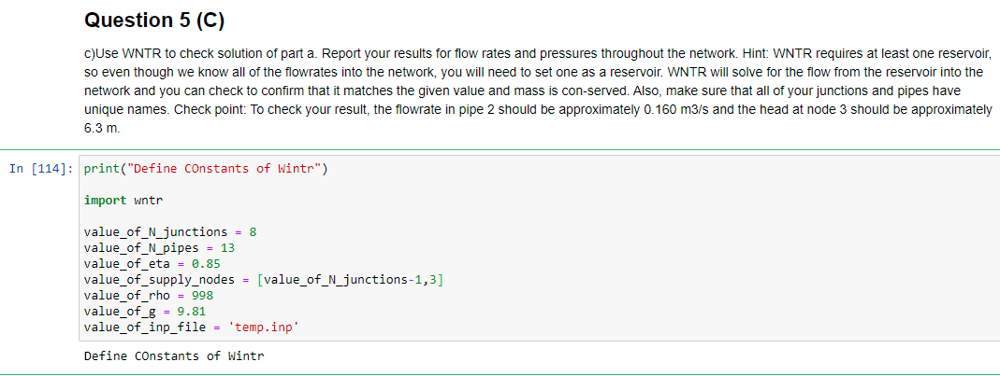 Question 5 (C)
c)Use WNTR to check solution of part a. Report your results for flow rates and pressures throughout the network. Hint: WNTR requires at least one reservoir,
so even though we know all of the flowrates into the network, you will need to set one as a reservoir. WNTR will solve for the flow from the reservoir into the
network and you can check to confirm that it matches the given value and mass is con-served. Also, make sure that all of your junctions and pipes have
unique names. Check point: To check your result, the flowrate in pipe 2 should be approximately 0.160 m3/s and the head at node 3 should be approximately
6.3 m.
In [114]: print("Define COnstants of Wintr")
import wntr
value_of_N_junctions = 8
value_of_N_pipes = 13
value_of_eta = 0.85
value_of_supply_nodes = [value_of_N_junctions-1,3]
value_of_rho = 998
value_of_g = 9.81
value_of_inp_file = 'temp.inp'
Define COnstants of Wintr